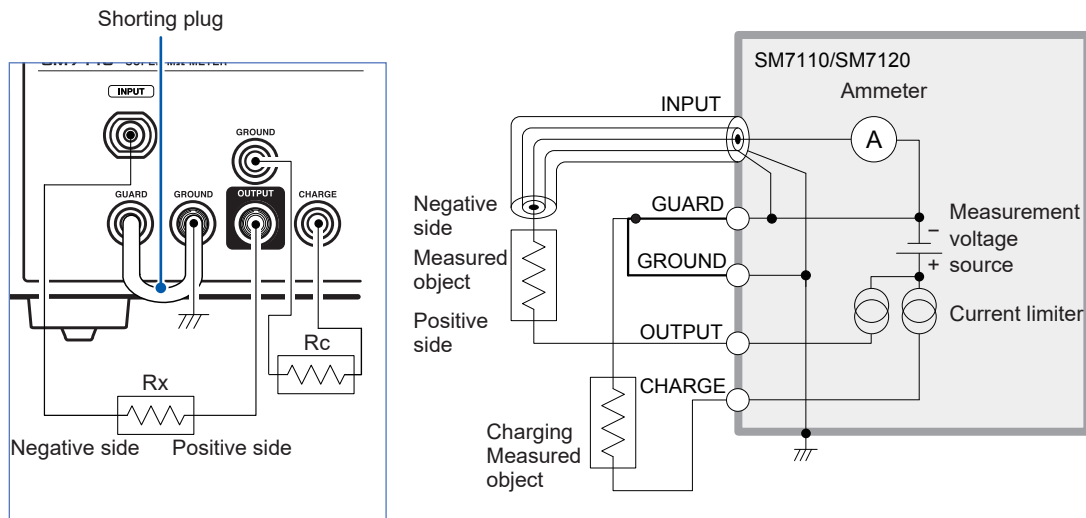 Shorting plug
INPUT
GROUND
GUARD
GROUND
OUTPUT
CHARGE
Rc
Rx
Negative side
Positive side
SM7110/SM7120
Ammeter
INPUT
A
Negative
side
GUARD
Measurement
voltage
source
−
+
Measured
object
GROUND
Positive
side
OUTPUT
Current limiter
CHARGE
Charging
Measured
object